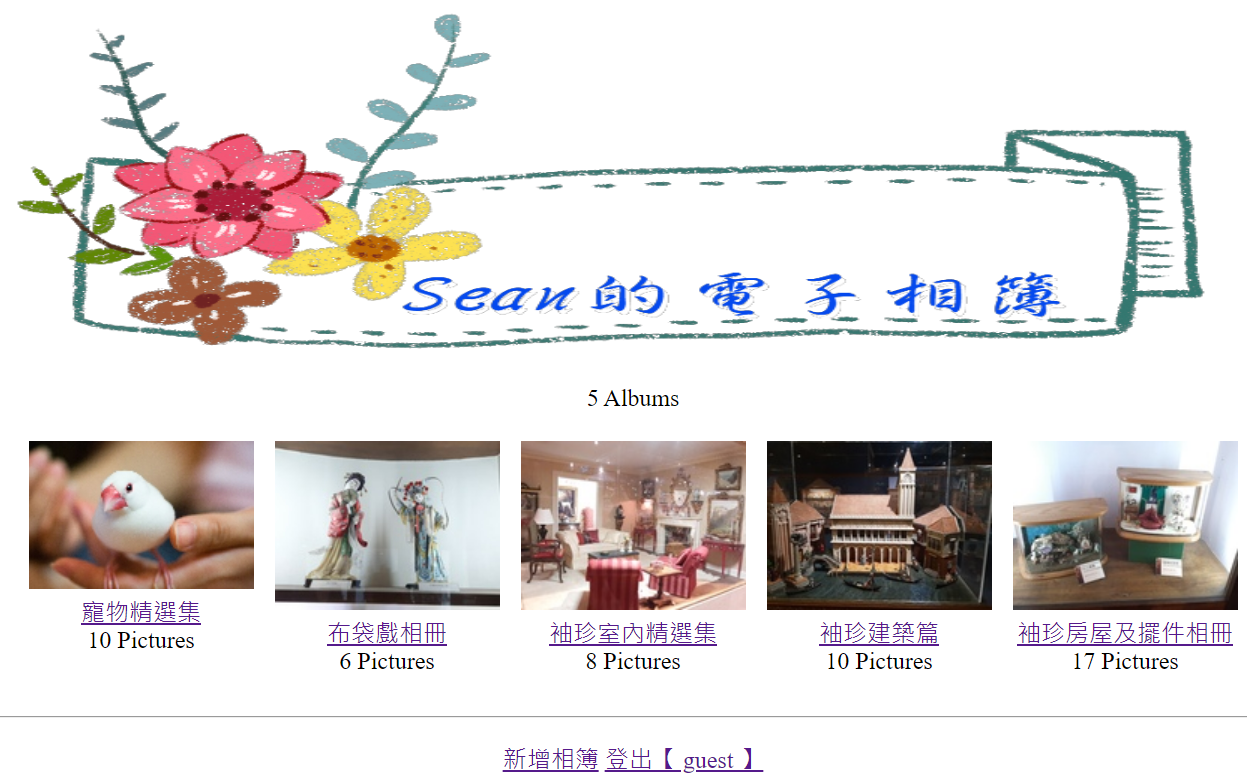 Sean的電子相簿
5 Albums
寵物精選集
10 Pictures
布袋戲相冊
6 Pictures
袖珍室內精選集
8 Pictures
袖珍建築篇
10 Pictures
袖珍房屋及擺件相冊
17 Pictures
新增相簿 登出【 guest 】